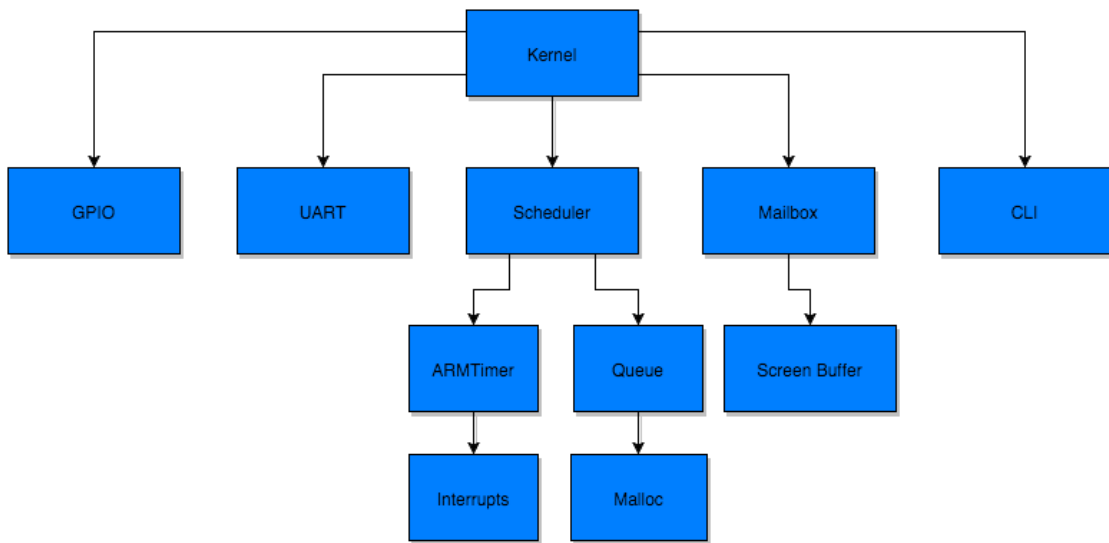 Kernel
GPIO
UART
Scheduler
Mailbox
CLI
ARMTimer
Queue
Screen Buffer
Interrupts
Malloc